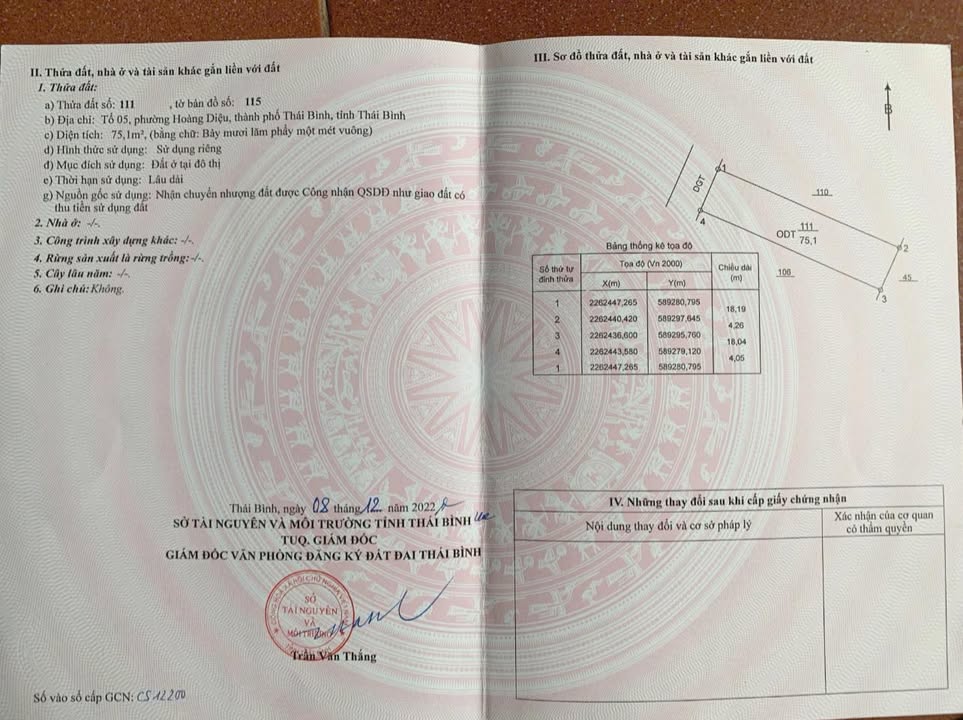 II. Thửa đất, nhà ở và tài sản khác gắn liền với đất
1. Thửa đất:
a) Thửa đất số: 111 , tờ bản đồ số: 115
b) Địa chỉ: Tổ 05, phường Hoàng Diệu, thành phố Thái Bình, tỉnh Thái Bình
c) Diện tích: 75,1m², (bằng chữ: Bảy mươi lăm phẩy một mét vuông)
d) Hình thức sử dụng: Sử dụng riêng
đ) Mục đích sử dụng: Đất ở tại đô thị
e) Thời hạn sử dụng: Lâu dài
g) Nguồn gốc sử dụng: Nhận chuyển nhượng đất được Công nhận QSDĐ như giao đất có
thu tiền sử dụng đất
2. Nhà ở: -/-.
3. Công trình xây dựng khác: -/-.
4. Rừng sản xuất là rừng trồng: -/-.
5. Cây lâu năm: -/-.
6. Ghi chú: Không.
Thái Bình, ngày 08 tháng 12 năm 2022
SỞ TÀI NGUYÊN VÀ MÔI TRƯỜNG TỈNH THÁI BÌNH
TUQ. GIÁM ĐỐC
GIÁM ĐỐC VĂN PHÒNG ĐĂNG KÝ ĐẤT ĐAI THÁI BÌNH
SỞ
TÀI NGUYÊN
VÀ
MÔI TRƯỜNG
Trần Văn Thắng
Số vào sổ cấp GCN: CS12200
III. Sơ đồ thửa đất, nhà ở và tài sản khác gắn liền với đất
B
1
DGT
110
4
ODT 111
75,1
2
106
45
3
Bảng thống kê tọa độ
Số thứ tự đỉnh thửa Tọa độ (Vn 2000) Chiều dài (m)
X(m) Y(m)
1 2262447,265 589280,795
18,19
2 2262440,420 589297,645
4,26
3 2262436,600 589295,760
18,04
4 2262443,580 589279,120
4,05
1 2262447,265 589280,795
IV. Những thay đổi sau khi cấp giấy chứng nhận
Nội dung thay đổi và cơ sở pháp lý
Xác nhận của cơ quan
có thẩm quyền